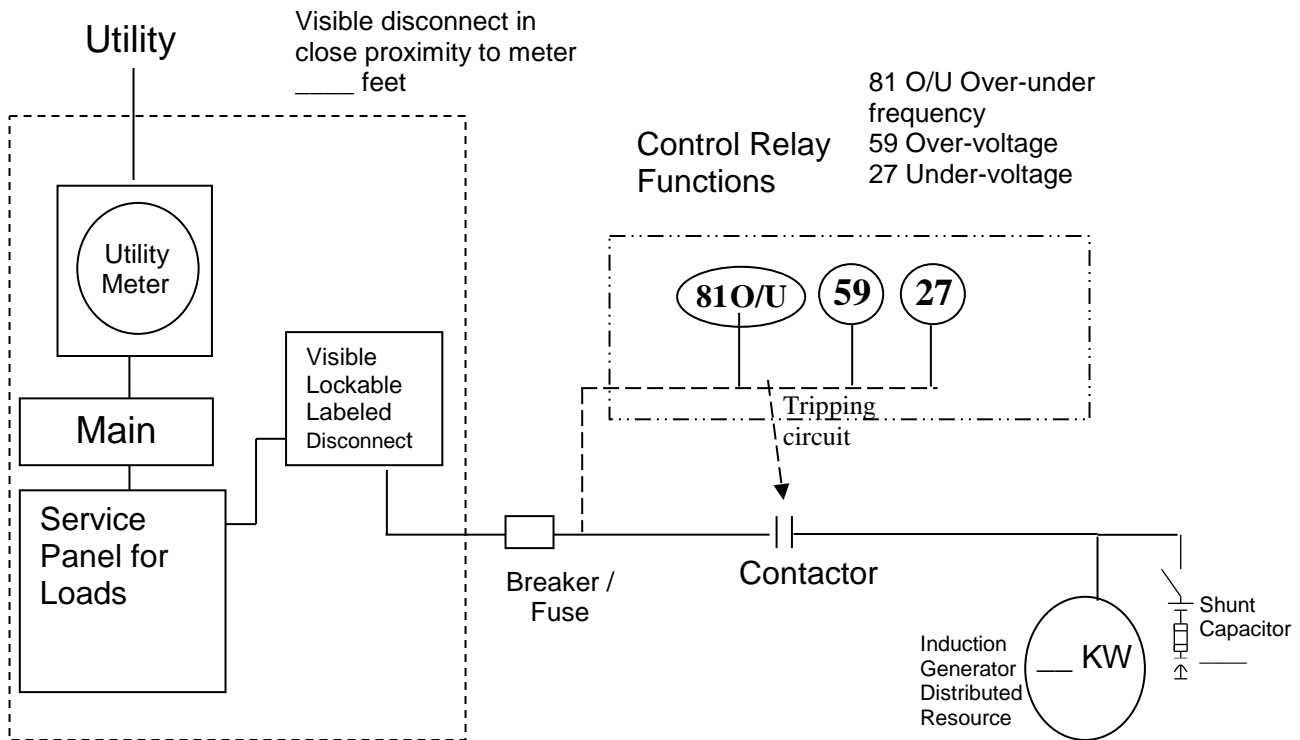 Utility
Visible disconnect in
close proximity to meter
____ feet
81 O/U Over-under
frequency
59 Over-voltage
27 Under-voltage
Control Relay
Functions
Utility
Meter
81O/U
59
27
Visible
Lockable
Labeled
Disconnect
Main
Tripping
circuit
Service
Panel for
Loads
Breaker /
Fuse
Contactor
Induction
Generator
Distributed
Resource
__ KW
Shunt
Capacitor
____